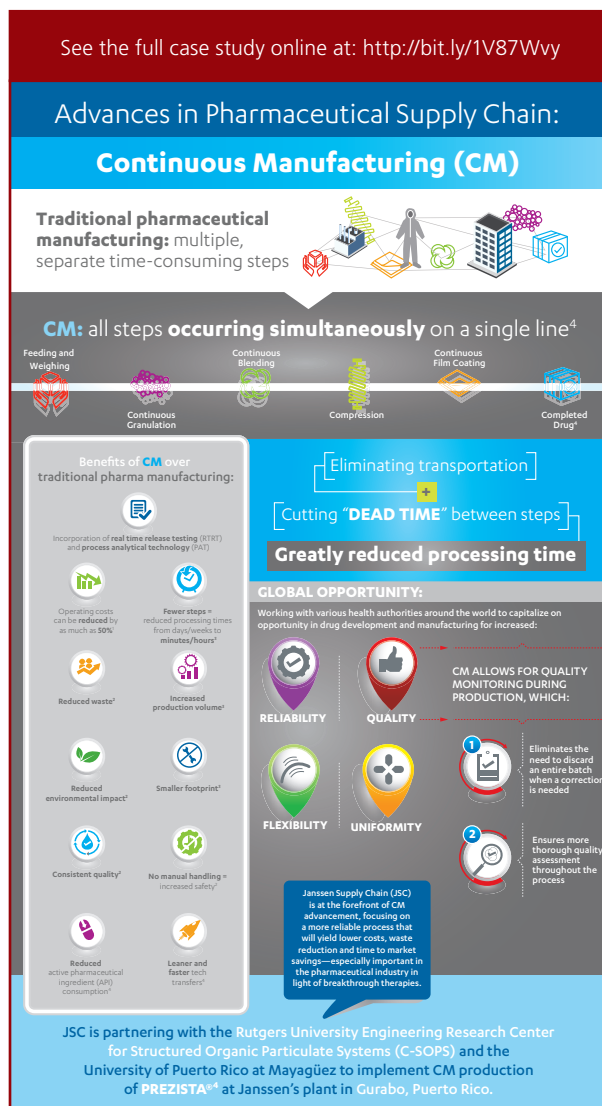 See the full case study online at: http://bit.ly/1V87Wvy
Advances in Pharmaceutical Supply Chain:
Continuous Manufacturing (CM)
Traditional pharmaceutical
manufacturing: multiple,
separate time-consuming steps
CM: all steps occurring simultaneously on a single line⁴
Feeding and
Weighing
Continuous
Granulation
Continuous
Blending
Compression
Continuous
Film Coating
Completed
Drug⁴
Benefits of CM over
traditional pharma manufacturing:
Incorporation of real time release testing (RTRT)
and process analytical technology (PAT)
Operating costs
can be reduced by
as much as 50%¹
Fewer steps =
reduced processing times
from days/weeks to
minutes/hours³
Reduced waste²
Increased
production volume³
Reduced
environmental impact²
Smaller footprint³
Consistent quality²
No manual handling =
increased safety²
Reduced
active pharmaceutical
ingredient (API)
consumption⁴
Leaner and
faster tech
transfers⁴
Eliminating transportation
+
Cutting “DEAD TIME” between steps
Greatly reduced processing time
GLOBAL OPPORTUNITY:
Working with various health authorities around the world to capitalize on
opportunity in drug development and manufacturing for increased:
RELIABILITY
QUALITY
FLEXIBILITY
UNIFORMITY
CM ALLOWS FOR QUALITY
MONITORING DURING
PRODUCTION, WHICH:
1
Eliminates the
need to discard
an entire batch
when a correction
is needed
2
Ensures more
thorough quality
assessment
throughout the
process
Janssen Supply Chain (JSC)
is at the forefront of CM
advancement, focusing on
a more reliable process that
will yield lower costs, waste
reduction and time to market
savings—especially important in
the pharmaceutical industry in
light of breakthrough therapies.
JSC is partnering with the Rutgers University Engineering Research Center
for Structured Organic Particulate Systems (C-SOPS) and the
University of Puerto Rico at Mayagüez to implement CM production
of PREZISTA®⁴ at Janssen’s plant in Gurabo, Puerto Rico.